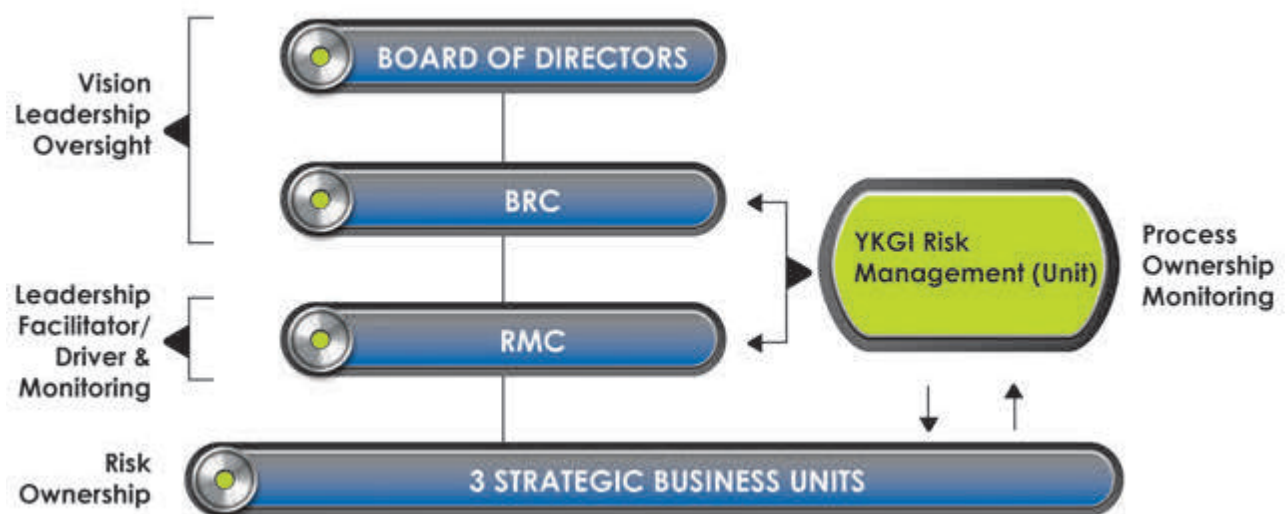 BOARD OF DIRECTORS
Vision
Leadership
Oversight
BRC
YKGI Risk
Management (Unit)
Process
Ownership
Monitoring
Leadership
Facilitator/
Driver &
Monitoring
RMC
Risk
Ownership
3 STRATEGIC BUSINESS UNITS